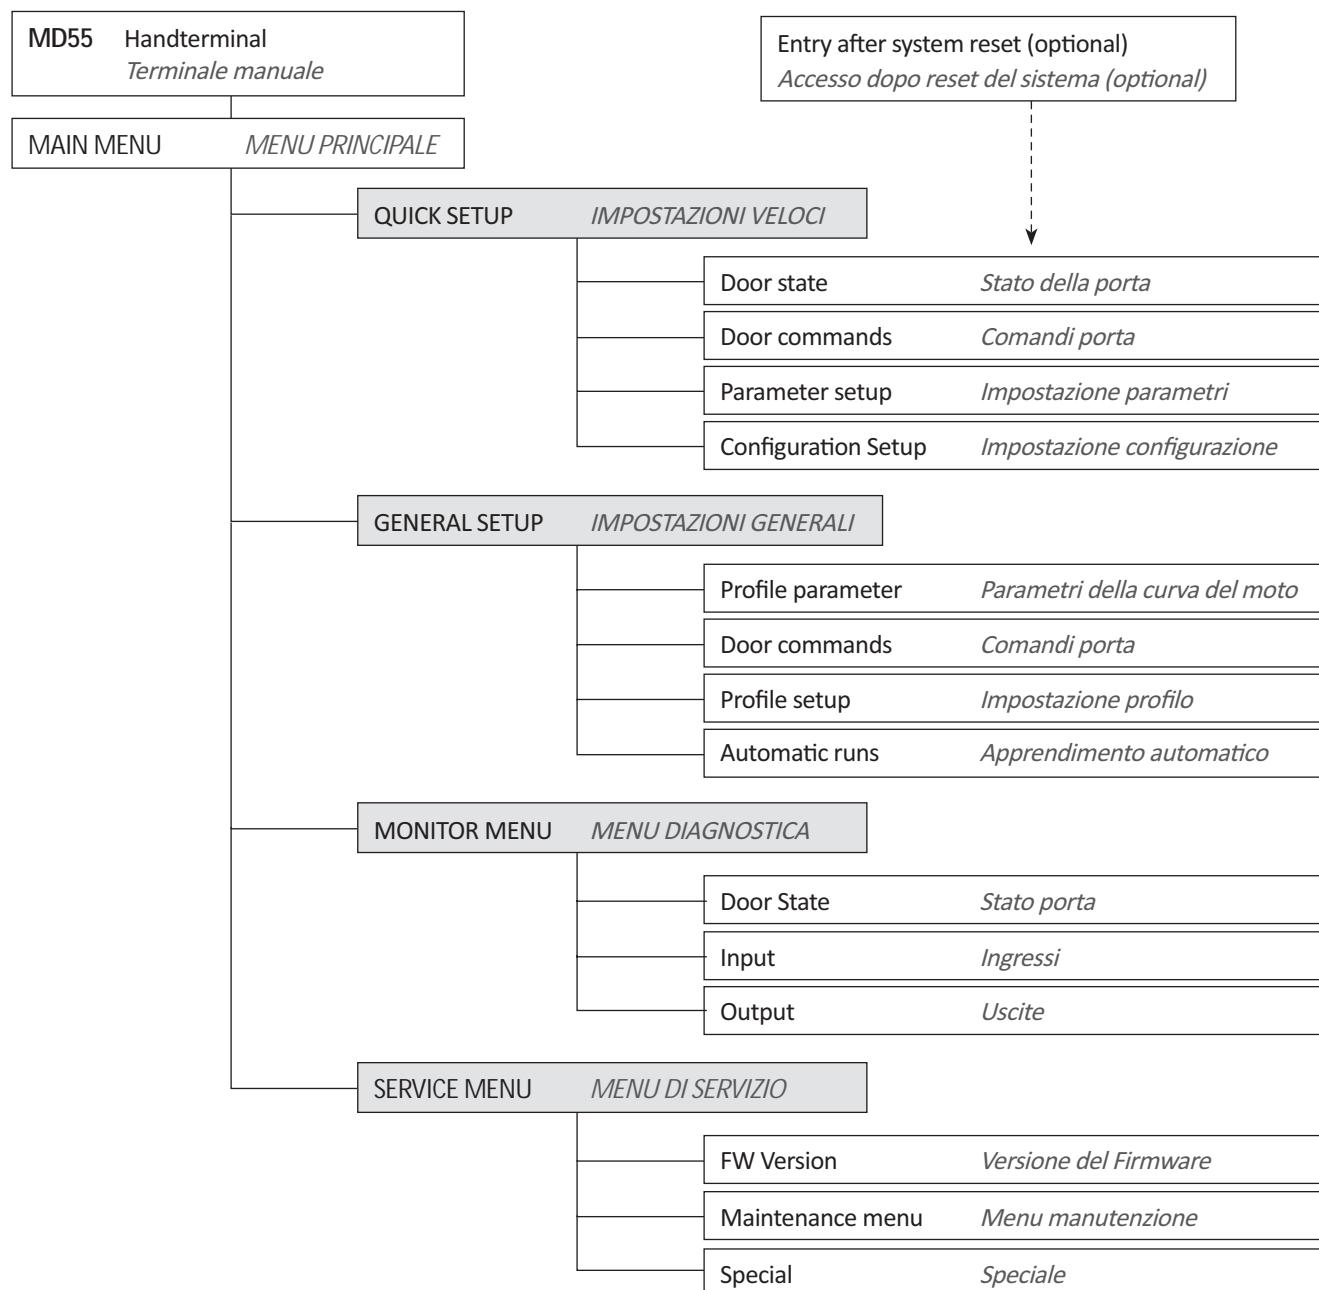 MD55 Handterminal
Terminale manuale
Entry after system reset (optional)
Accesso dopo reset del sistema (optional)
MAIN MENU MENU PRINCIPALE
QUICK SETUP IMPOSTAZIONI VELOCI
Door state Stato della porta
Door commands Comandi porta
Parameter setup Impostazione parametri
Configuration Setup Impostazione configurazione
GENERAL SETUP IMPOSTAZIONI GENERALI
Profile parameter Parametri della curva del moto
Door commands Comandi porta
Profile setup Impostazione profilo
Automatic runs Apprendimento automatico
MONITOR MENU MENU DIAGNOSTICA
Door State Stato porta
Input Ingressi
Output Uscite
SERVICE MENU MENU DI SERVIZIO
FW Version Versione del Firmware
Maintenance menu Menu manutenzione
Special Speciale